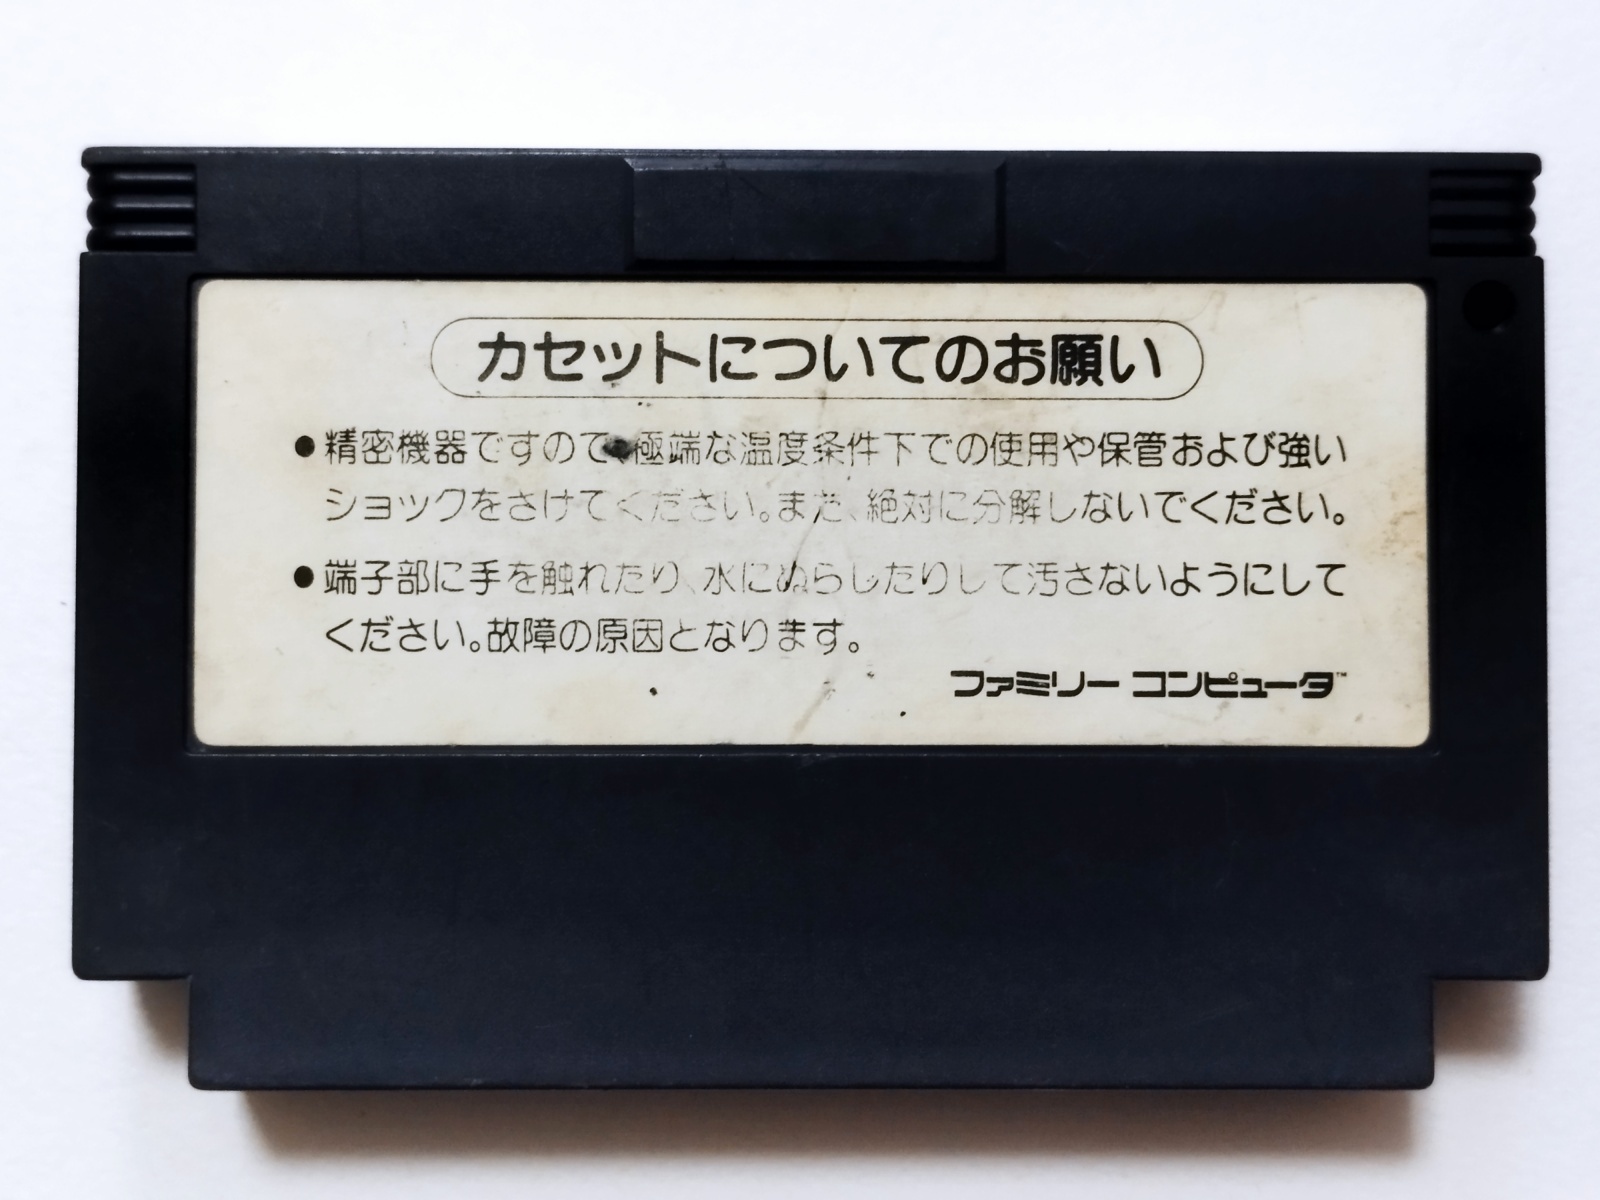 カセットについてのお願い
●精密機器ですので、極端な温度条件下での使用や保管および強い
ショックをさけてください。また、絶対に分解しないでください。
●端子部に手を触れたり、水にぬらしたりして汚さないようにして
ください。故障の原因となります。
ファミリー コンピュータ™